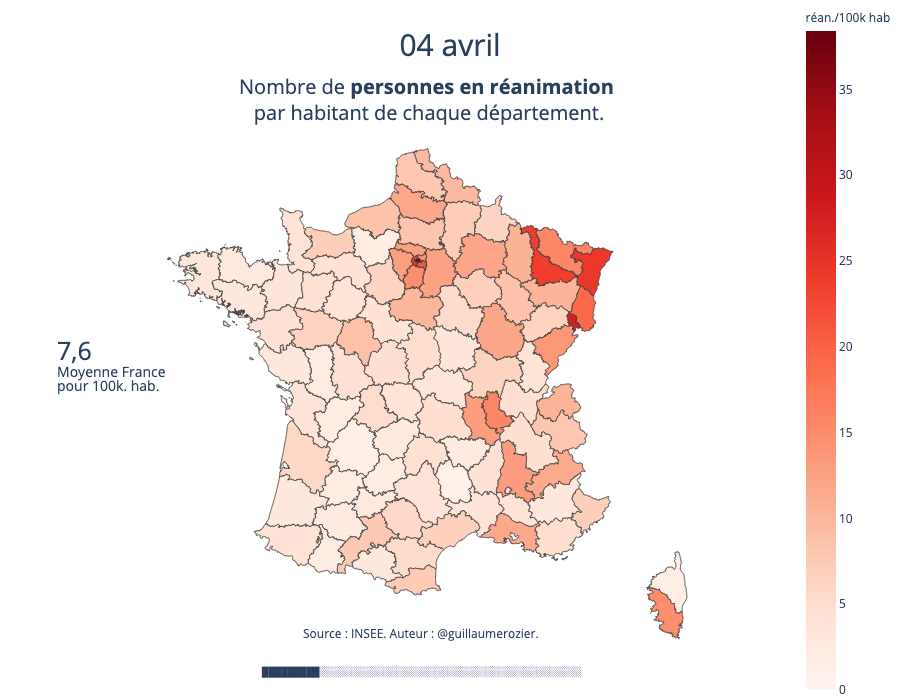 réan./100k hab
04 avril
Nombre de personnes en réanimation
par habitant de chaque département.
35
30
25
20
15
10
5
0
7,6
Moyenne France
pour 100k. hab.
Source : INSEE. Auteur : @guillaumerozier.